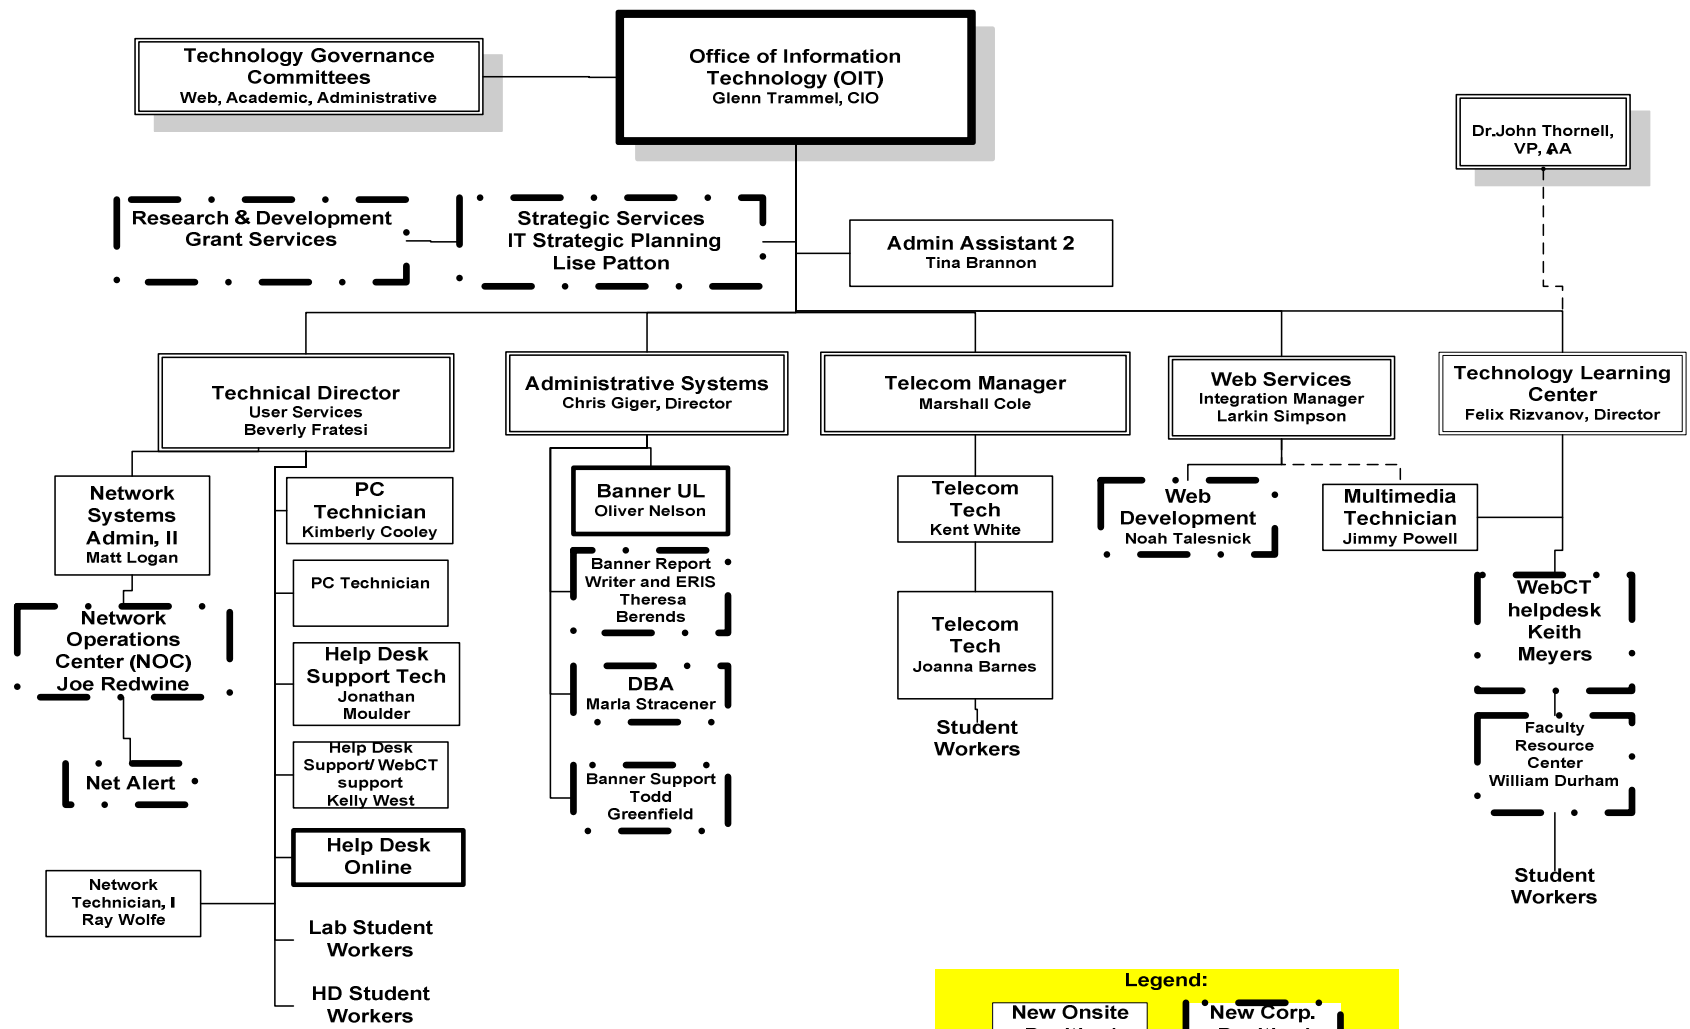 Technology Governance
Committees
Web, Academic, Administrative
Office of Information
Technology (OIT)
Glenn Trammel, CIO
Dr.John Thornell,
VP, AA
Research & Development
Grant Services
Strategic Services
IT Strategic Planning
Lise Patton
Admin Assistant 2
Tina Brannon
Technical Director
User Services
Beverly Fratesi
Administrative Systems
Chris Giger, Director
Telecom Manager
Marshall Cole
Web Services
Integration Manager
Larkin Simpson
Technology Learning
Center
Felix Rizvanov, Director
Network
Systems
Admin, II
Matt Logan
Network
Operations
Center (NOC)
Joe Redwine
Net Alert
Network
Technician, I
Ray Wolfe
PC
Technician
Kimberly Cooley
PC Technician
Help Desk
Support Tech
Jonathan
Moulder
Help Desk
Support/ WebCT
support
Kelly West
Help Desk
Online
Lab Student
Workers
HD Student
Workers
Banner UL
Oliver Nelson
Banner Report
Writer and ERIS
Theresa
Berends
DBA
Marla Stracener
Banner Support
Todd
Greenfield
Telecom
Tech
Kent White
Telecom
Tech
Joanna Barnes
Student
Workers
Web
Development
Noah Talesnick
Multimedia
Technician
Jimmy Powell
WebCT
helpdesk
Keith
Meyers
Faculty
Resource
Center
William Durham
Student
Workers
Legend:
New Onsite
New Corp.